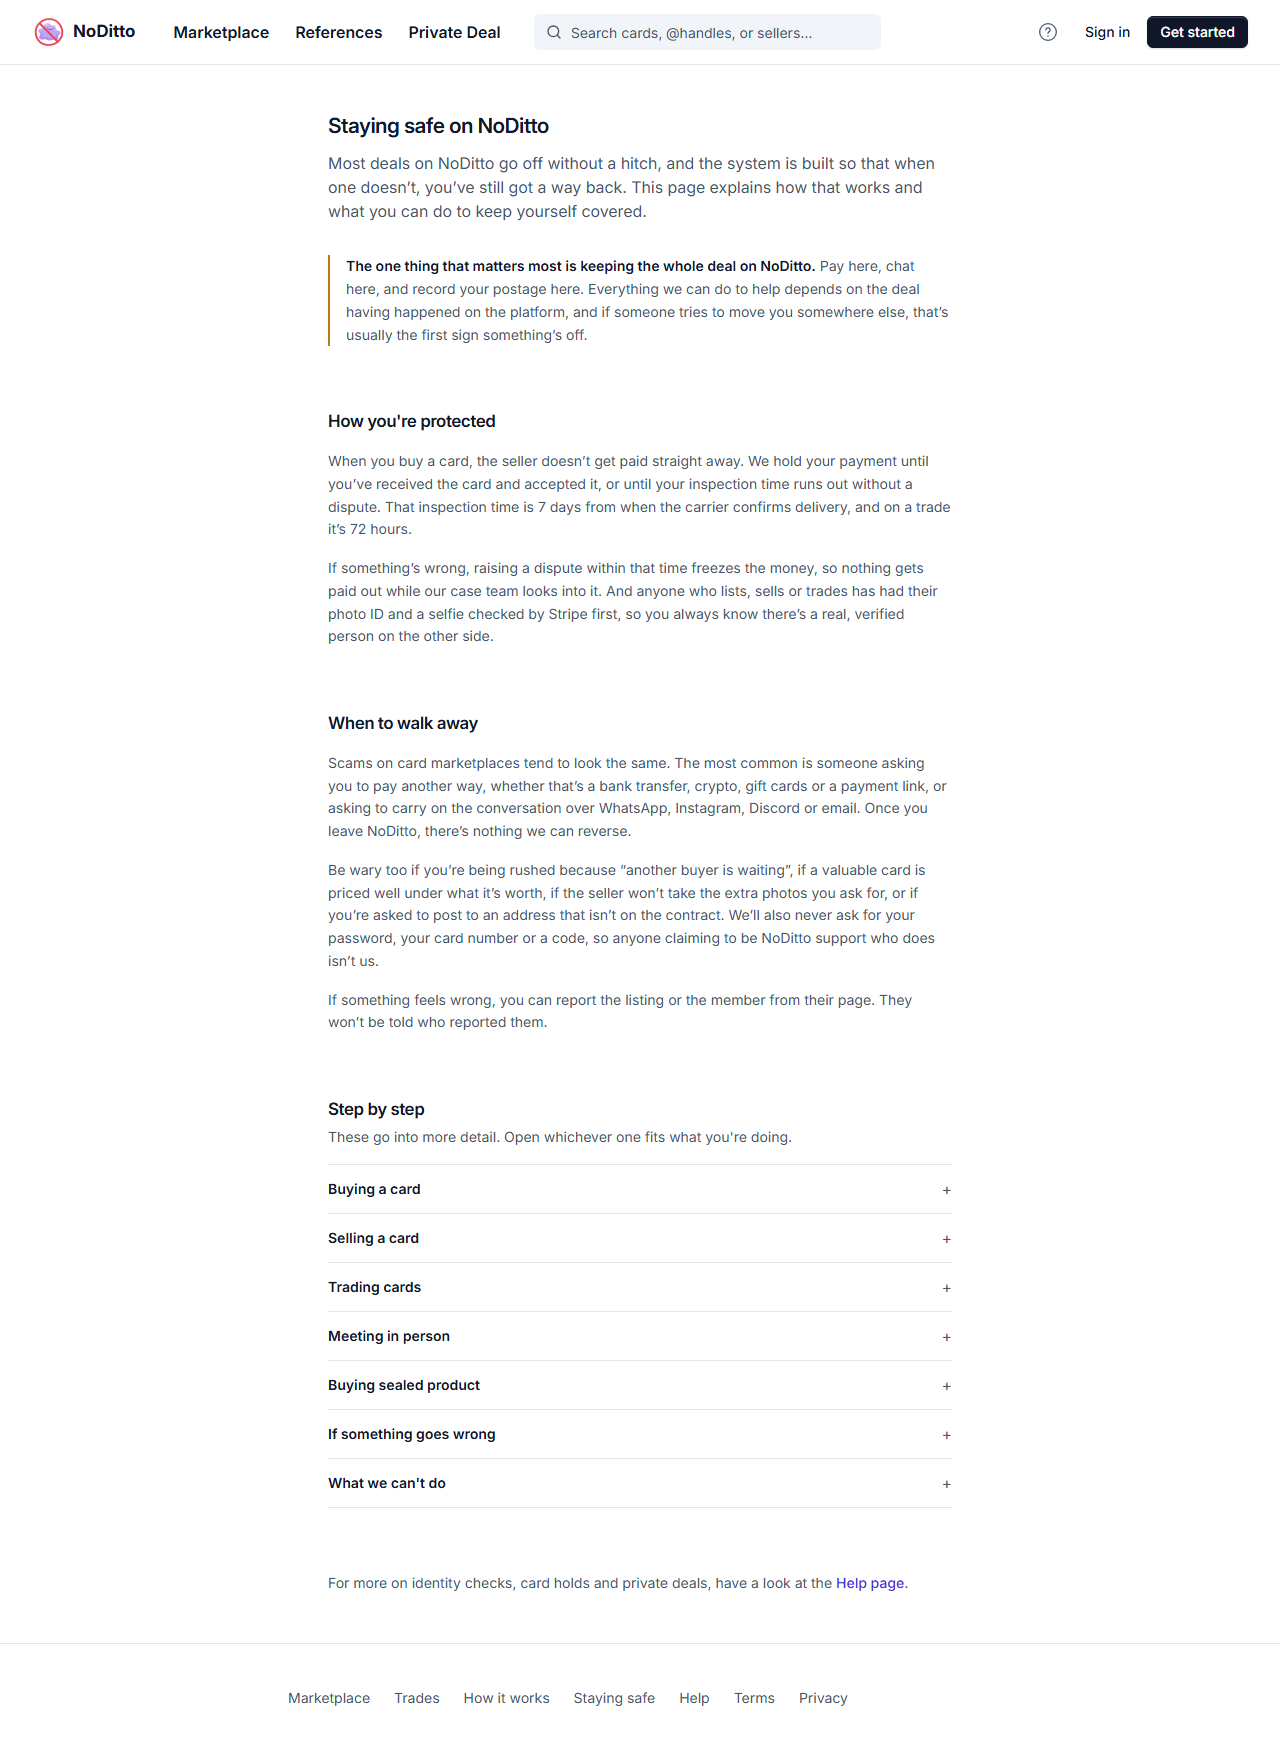 NoDitto
Marketplace
References
Private Deal
Search cards, @handles, or sellers...
Sign in
Get started
Staying safe on NoDitto
Most deals on NoDitto go off without a hitch, and the system is built so that when
one doesn’t, you’ve still got a way back. This page explains how that works and
what you can do to keep yourself covered.
The one thing that matters most is keeping the whole deal on NoDitto. Pay here, chat
here, and record your postage here. Everything we can do to help depends on the deal
having happened on the platform, and if someone tries to move you somewhere else, that’s
usually the first sign something’s off.
How you're protected
When you buy a card, the seller doesn’t get paid straight away. We hold your payment until
you’ve received the card and accepted it, or until your inspection time runs out without a
dispute. That inspection time is 7 days from when the carrier confirms delivery, and on a trade
it’s 72 hours.
If something’s wrong, raising a dispute within that time freezes the money, so nothing gets
paid out while our case team looks into it. And anyone who lists, sells or trades has had their
photo ID and a selfie checked by Stripe first, so you always know there’s a real, verified
person on the other side.
When to walk away
Scams on card marketplaces tend to look the same. The most common is someone asking
you to pay another way, whether that’s a bank transfer, crypto, gift cards or a payment link, or
asking to carry on the conversation over WhatsApp, Instagram, Discord or email. Once you
leave NoDitto, there’s nothing we can reverse.
Be wary too if you’re being rushed because “another buyer is waiting”, if a valuable card is
priced well under what it’s worth, if the seller won’t take the extra photos you ask for, or if
you’re asked to post to an address that isn’t on the contract. We’ll also never ask for your
password, your card number or a code, so anyone claiming to be NoDitto support who does
isn’t us.
If something feels wrong, you can report the listing or the member from their page. They
won’t be told who reported them.
Step by step
These go into more detail. Open whichever one fits what you're doing.
Buying a card +
Selling a card +
Trading cards +
Meeting in person +
Buying sealed product +
If something goes wrong +
What we can't do +
For more on identity checks, card holds and private deals, have a look at the Help page.
Marketplace
Trades
How it works
Staying safe
Help
Terms
Privacy